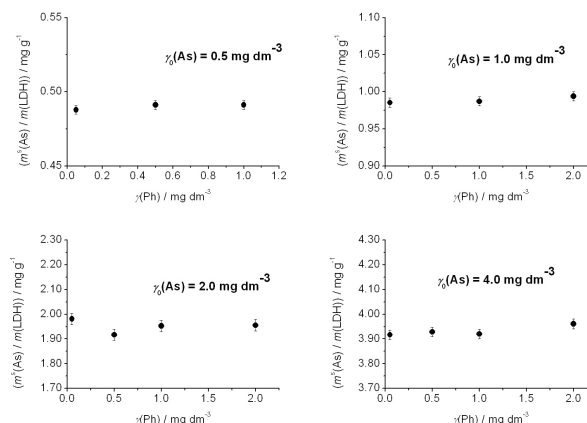 0.55
γ₀(As) = 0.5 mg dm⁻³
0.50
0.45
0.0 0.2 0.4 0.6 0.8 1.0 1.2
γ(Ph) / mg dm⁻³
(mˢ(As) / m(LDH)) / mg g⁻¹
1.10
1.05
γ₀(As) = 1.0 mg dm⁻³
1.00
0.95
0.90
0.0 0.5 1.0 1.5 2.0
γ(Ph) / mg dm⁻³
(mˢ(As) / m(LDH)) / mg g⁻¹
2.30
2.20
2.10
γ₀(As) = 2.0 mg dm⁻³
2.00
1.90
1.80
1.70
0.0 0.5 1.0 1.5 2.0
γ(Ph) / mg dm⁻³
(mˢ(As) / m(LDH)) / mg g⁻¹
4.30
4.20
γ₀(As) = 4.0 mg dm⁻³
4.10
4.00
3.90
3.80
3.70
0.0 0.5 1.0 1.5 2.0
γ(Ph) / mg dm⁻³
(mˢ(As) / m(LDH)) / mg g⁻¹